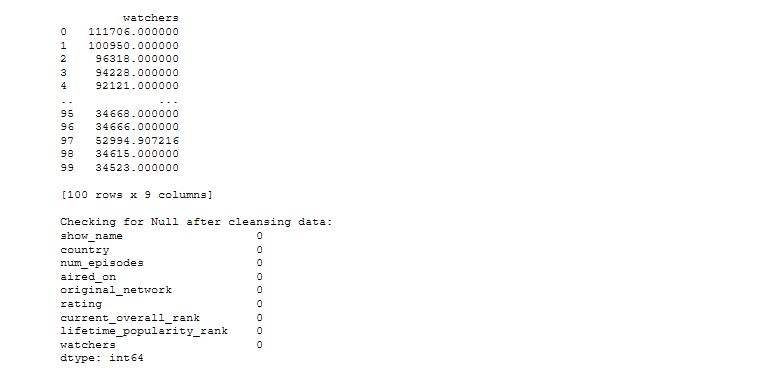 watchers
0 111706.000000
1 100950.000000
2 96318.000000
3 94228.000000
4 92121.000000
.. ...
95 34668.000000
96 34666.000000
97 52994.907216
98 34615.000000
99 34523.000000
[100 rows x 9 columns]
Checking for Null after cleansing data:
show_name 0
country 0
num_episodes 0
aired_on 0
original_network 0
rating 0
current_overall_rank 0
lifetime_popularity_rank 0
watchers 0
dtype: int64